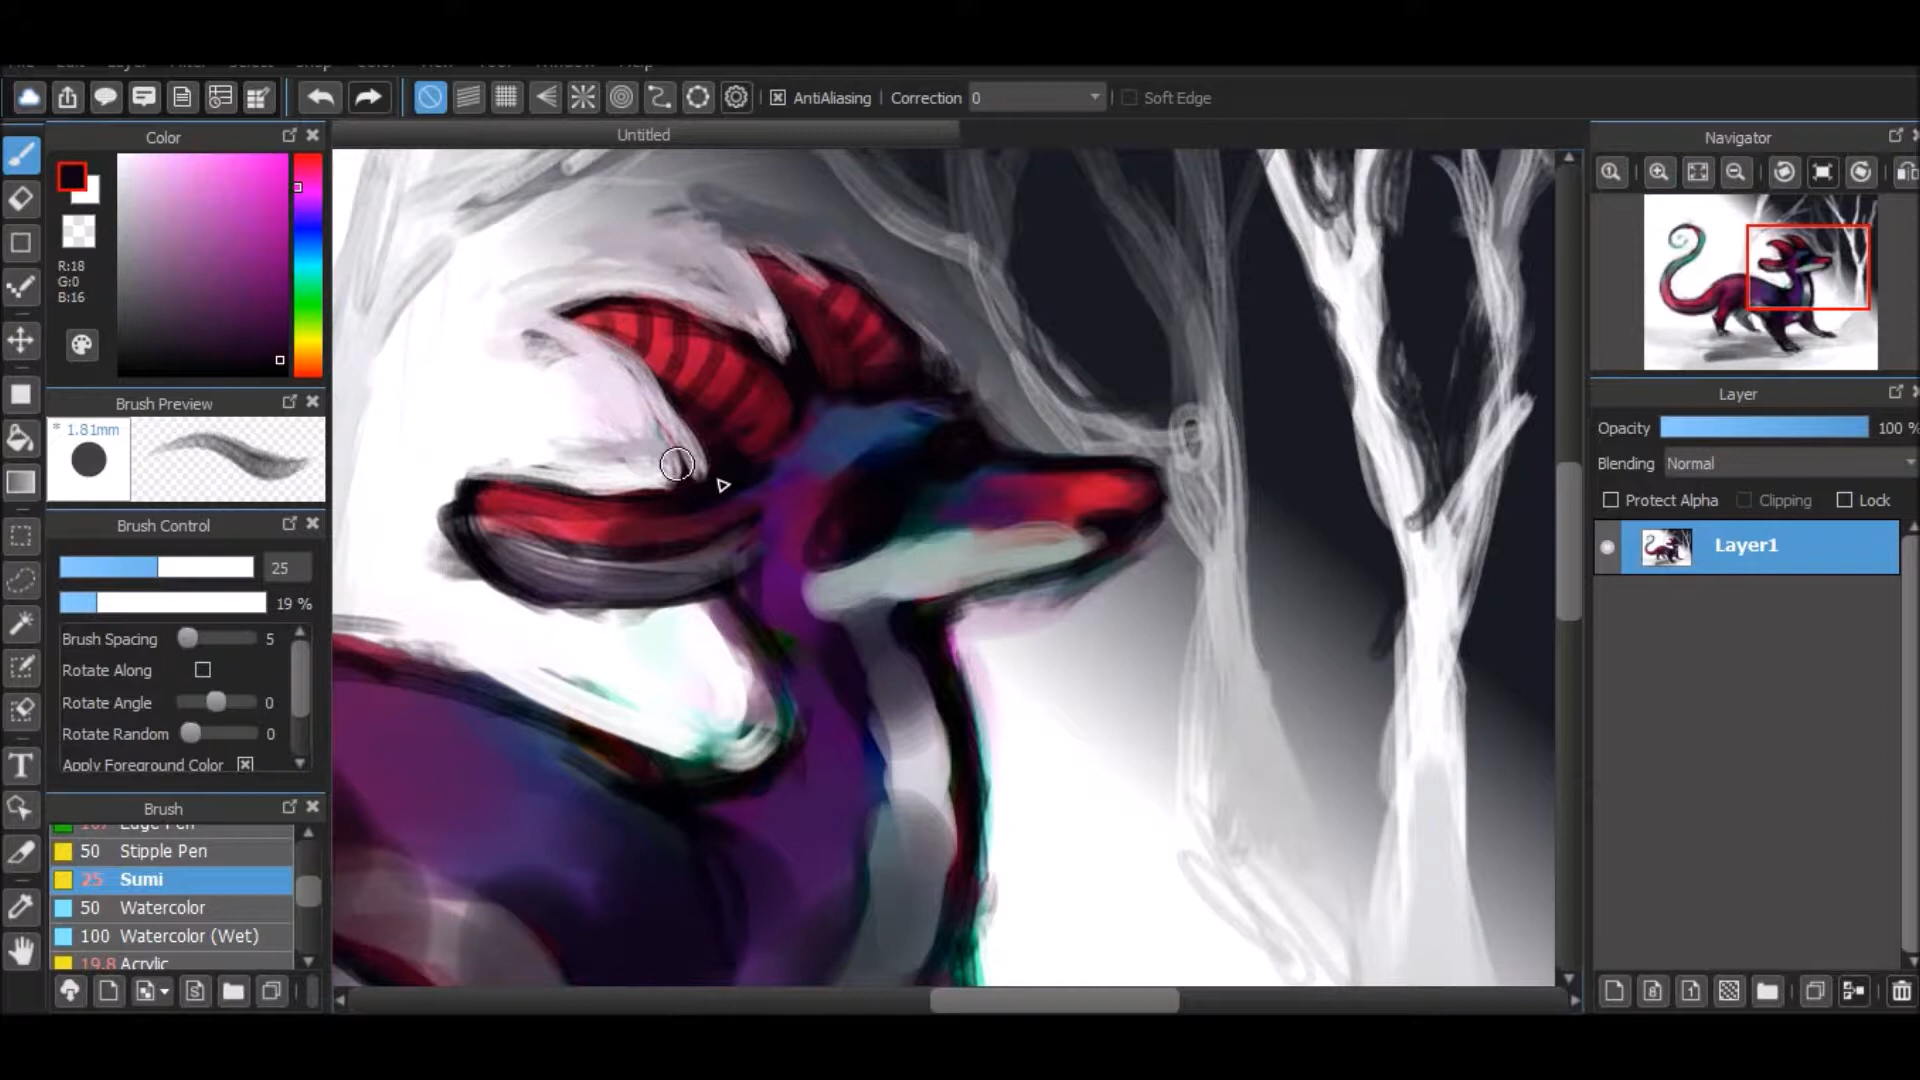 AntiAliasing
Correction 0
Soft Edge
Color
Untitled
Navigator
R:18
G:0
B:16
Brush Preview
* 1.81mm
Brush Control
25
19 %
Brush Spacing 5
Rotate Along
Rotate Angle 0
Rotate Random 0
Apply Foreground Color
Brush
Edge Pen
50 Stipple Pen
25 Sumi
50 Watercolor
100 Watercolor (Wet)
19.8 Acrylic
Layer
Opacity 100 %
Blending Normal
Protect Alpha Clipping Lock
Layer1